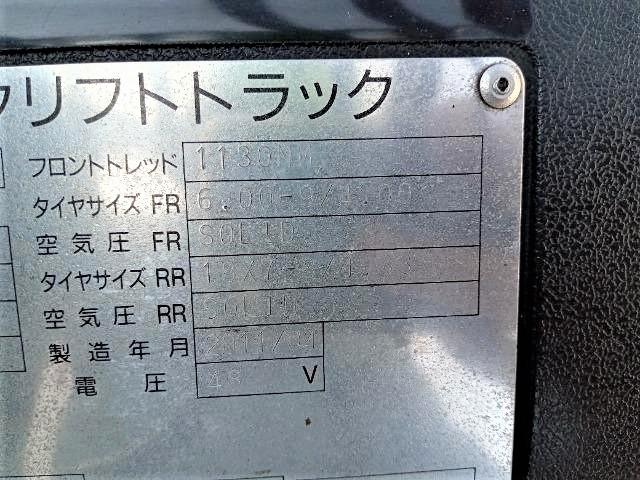 フリフトトラック
フロントトレッド 1130MM
タイヤサイズ FR
空気圧 FR SOLID
タイヤサイズ RR
空気圧 RR SOLID
製造年月
電圧 48 V